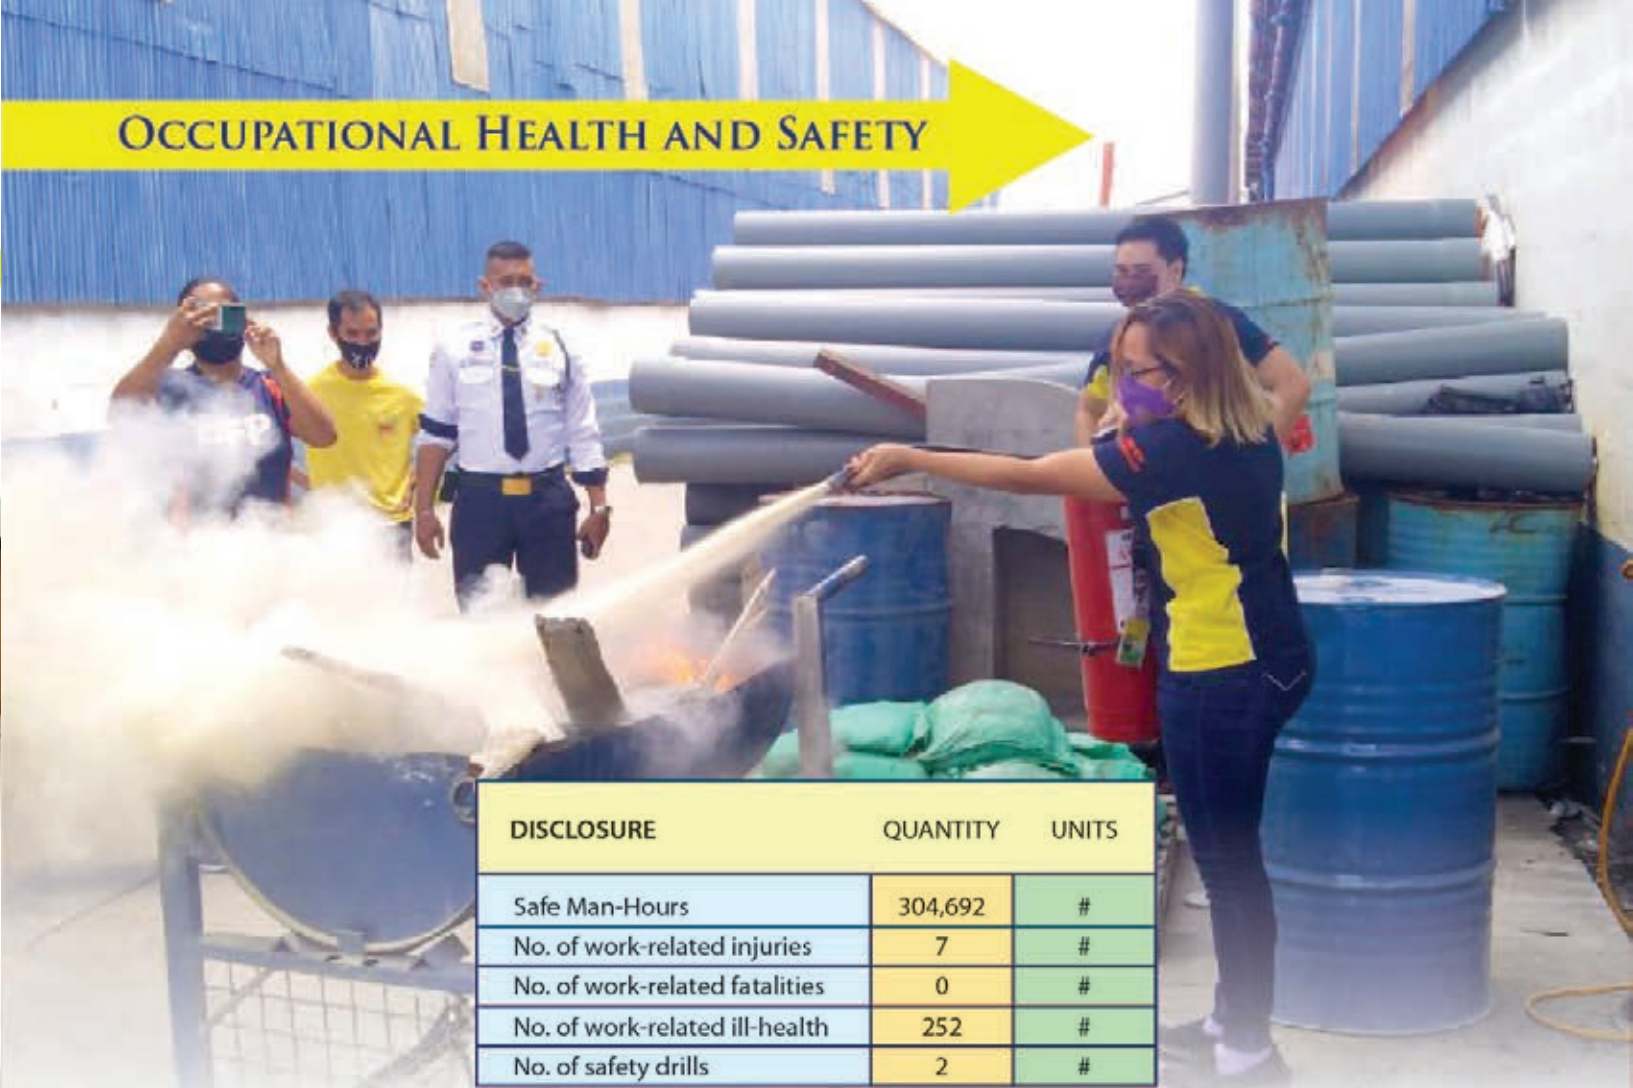 OCCUPATIONAL HEALTH AND SAFETY
DISCLOSURE QUANTITY UNITS
Safe Man-Hours 304,692 #
No. of work-related injuries 7 #
No. of work-related fatalities 0 #
No. of work-related ill-health 252 #
No. of safety drills 2 #